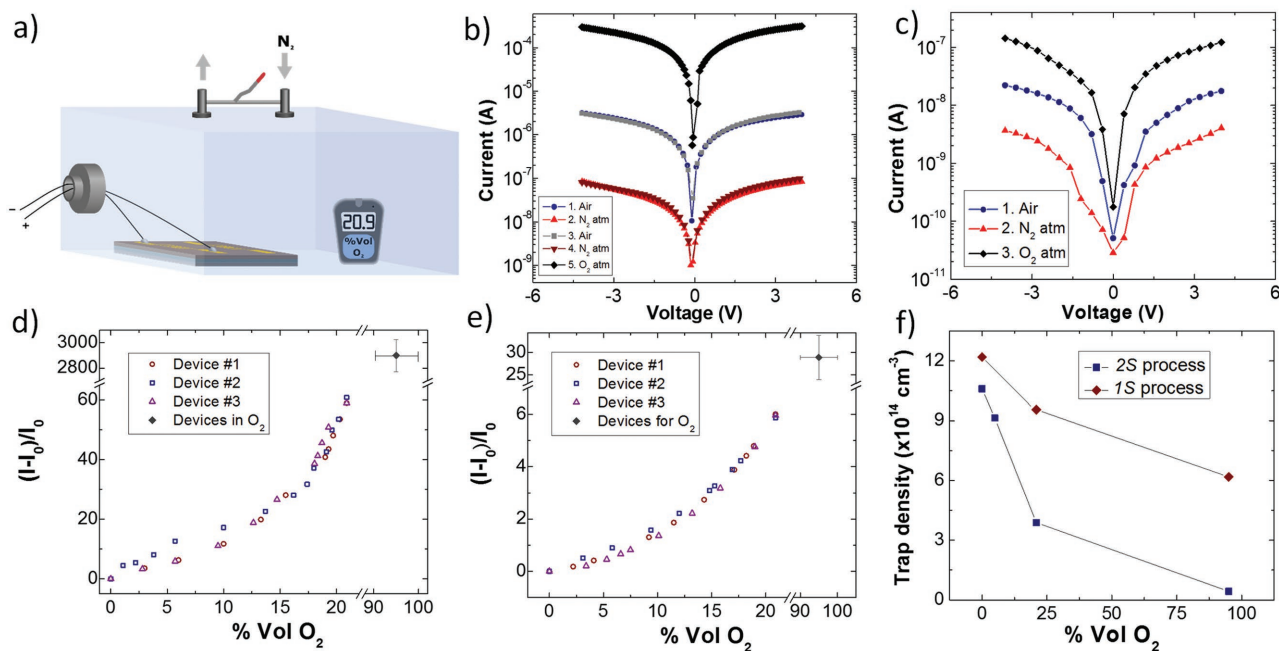 a)
N₂
−
+
20.9
%Vol
O₂
b)
Current (A)
10⁻⁴
10⁻⁵
10⁻⁶
10⁻⁷
10⁻⁸
10⁻⁹
1. Air
2. N₂ atm
3. Air
4. N₂ atm
5. O₂ atm
-6 -3 0 3 6
Voltage (V)
c)
Current (A)
10⁻⁷
10⁻⁸
10⁻⁹
10⁻¹⁰
10⁻¹¹
1. Air
2. N₂ atm
3. O₂ atm
-6 -3 0 3 6
Voltage (V)
d)
(I-I₀)/I₀
3000
2800
60
40
20
0
Device #1
Device #2
Device #3
Devices in O₂
0 5 10 15 20 90 100
% Vol O₂
e)
(I-I₀)/I₀
30
25
6
4
2
0
Device #1
Device #2
Device #3
Devices for O₂
0 5 10 15 20 90 100
% Vol O₂
f)
Trap density (x10¹⁴ cm⁻³)
12
9
6
3
0
2S process
1S process
0 25 50 75 100
% Vol O₂